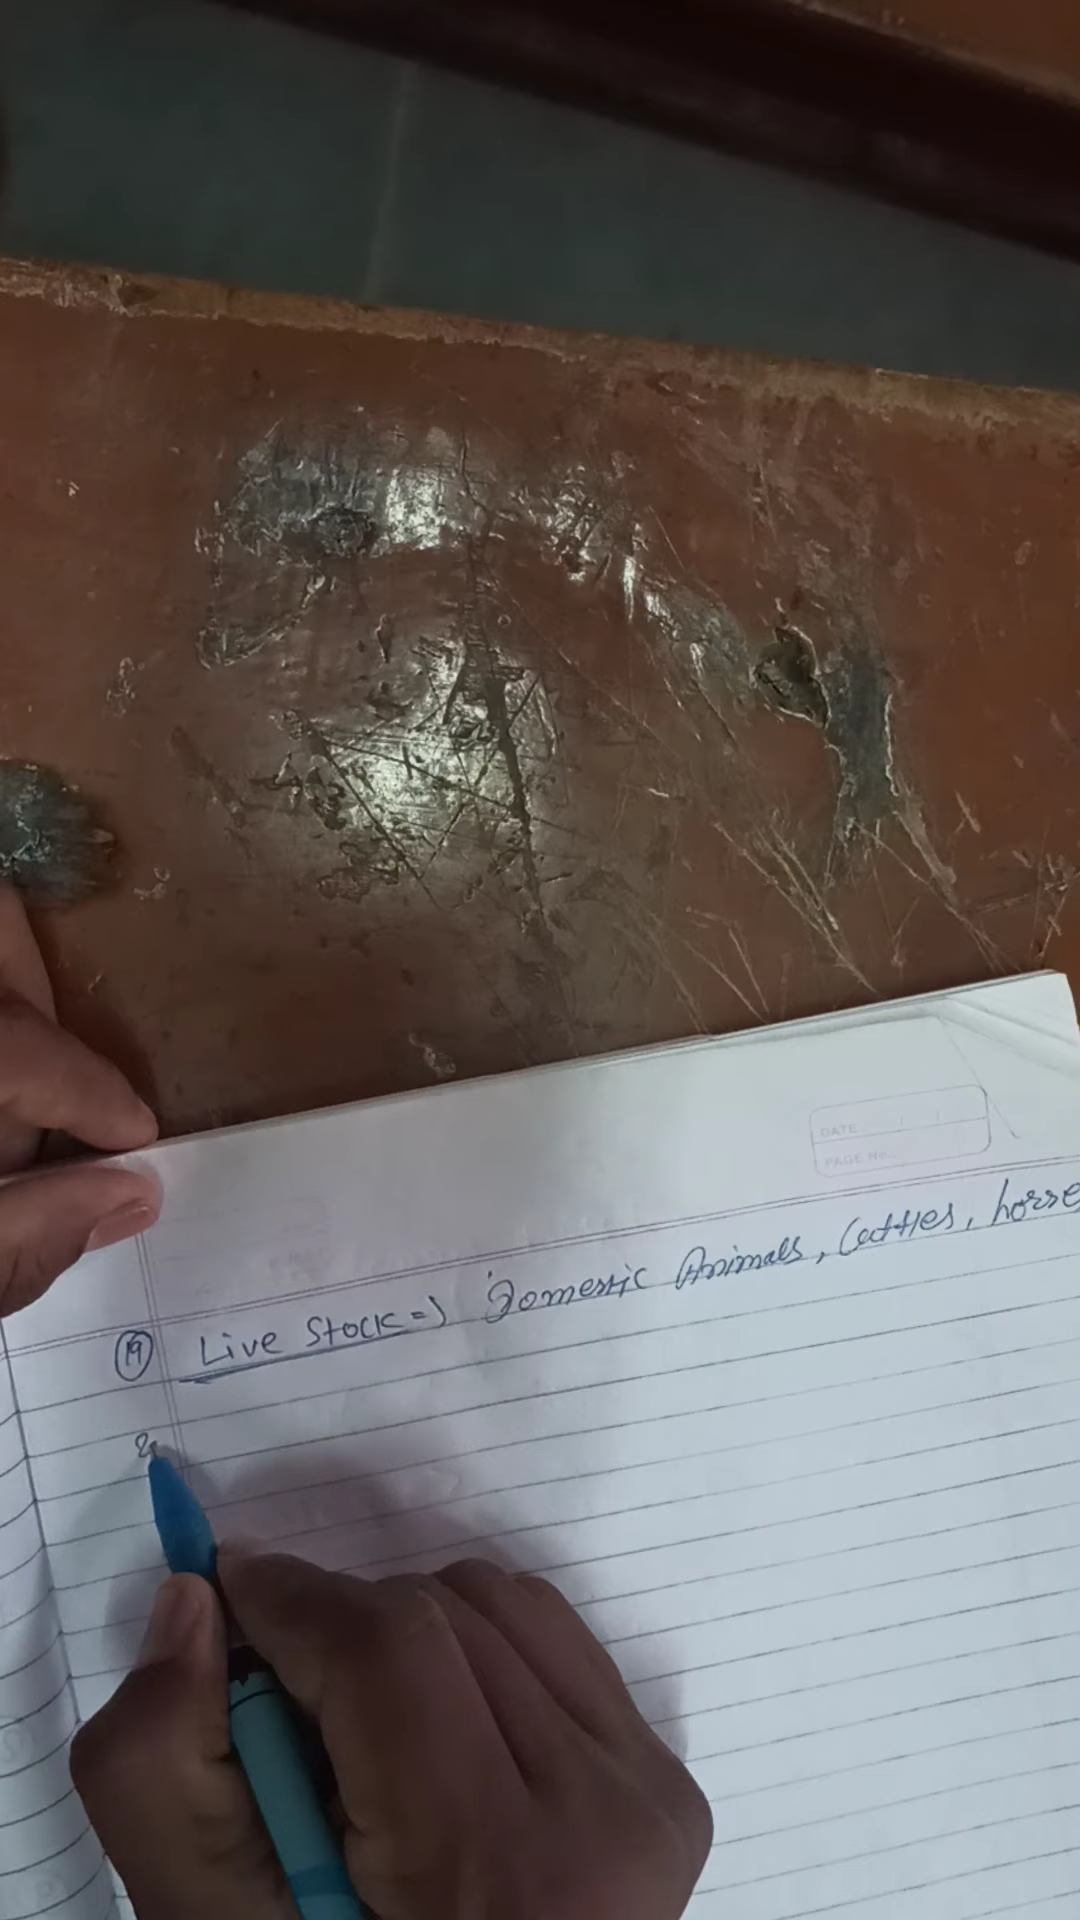 DATE
PAGE No.
19 Live Stock => Domestic Animals, Cattles, horse
2